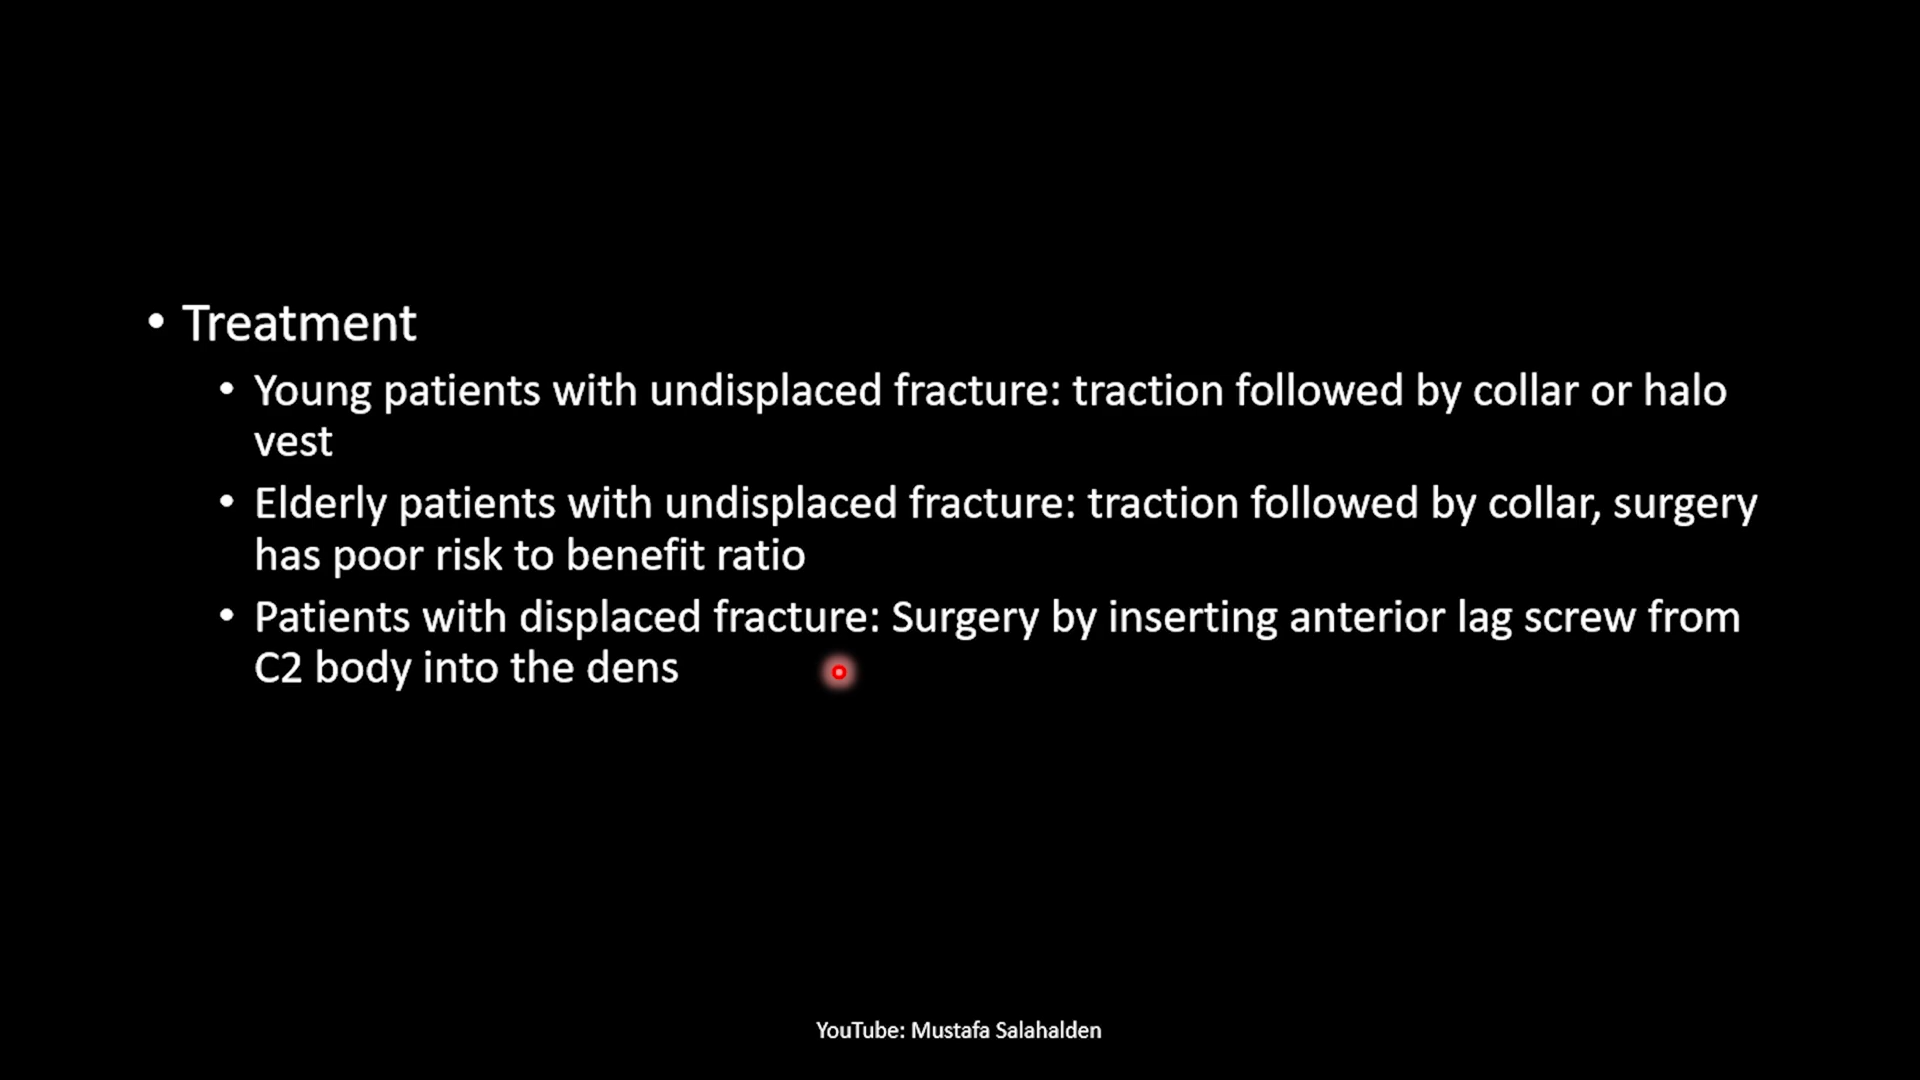 • Treatment
• Young patients with undisplaced fracture: traction followed by collar or halo
vest
• Elderly patients with undisplaced fracture: traction followed by collar, surgery
has poor risk to benefit ratio
• Patients with displaced fracture: Surgery by inserting anterior lag screw from
C2 body into the dens
YouTube: Mustafa Salahalden